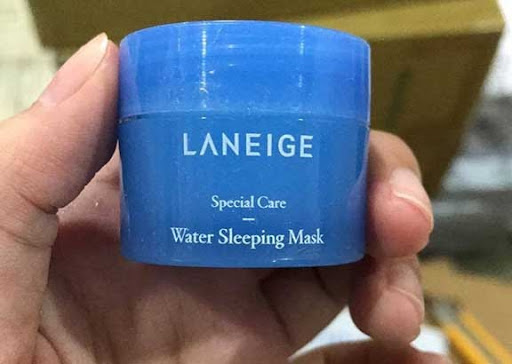 LANEIGE
Special Care
Water Sleeping Mask